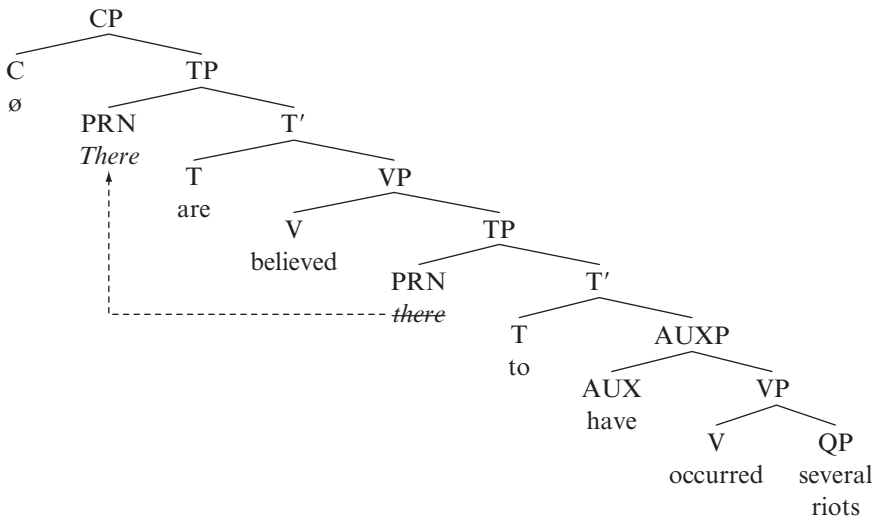 CP
C TP
ø
PRN T′
There
T VP
are
V TP
believed
PRN T′
there
T AUXP
to
AUX VP
have
V QP
occurred several
riots